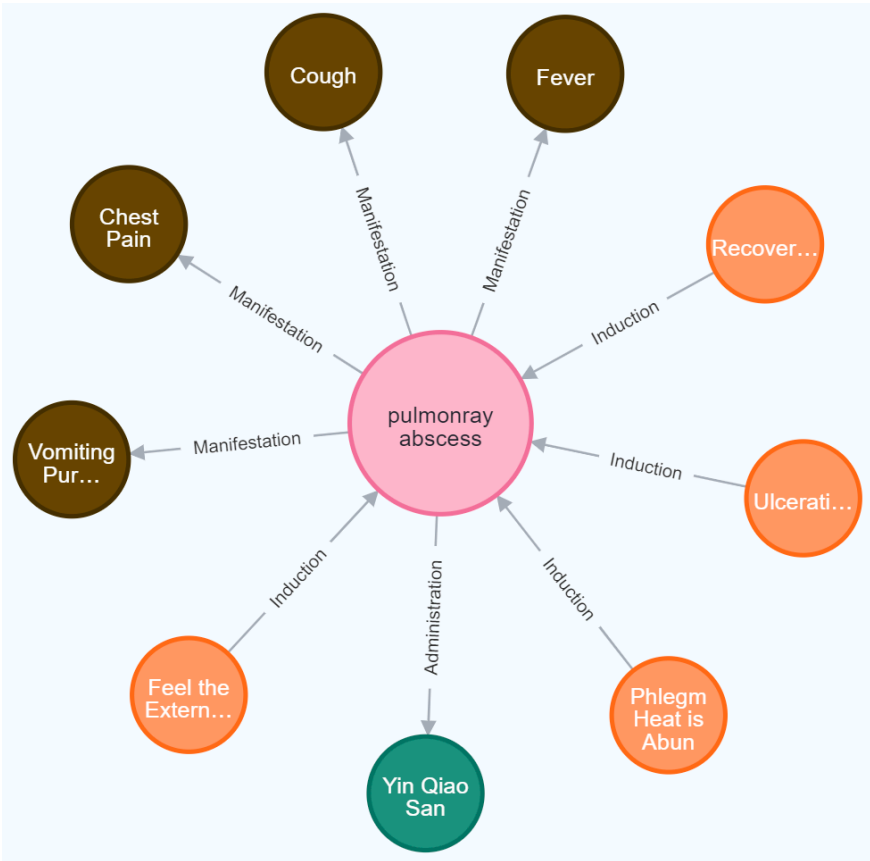 Cough
Fever
Chest
Pain
Recover…
Manifestation
Manifestation
Manifestation
Induction
pulmonray
abscess
Vomiting
Pur…
Manifestation
Induction
Ulcerati…
Induction
Administration
Induction
Feel the
Extern…
Phlegm
Heat is
Abun
Yin Qiao
San